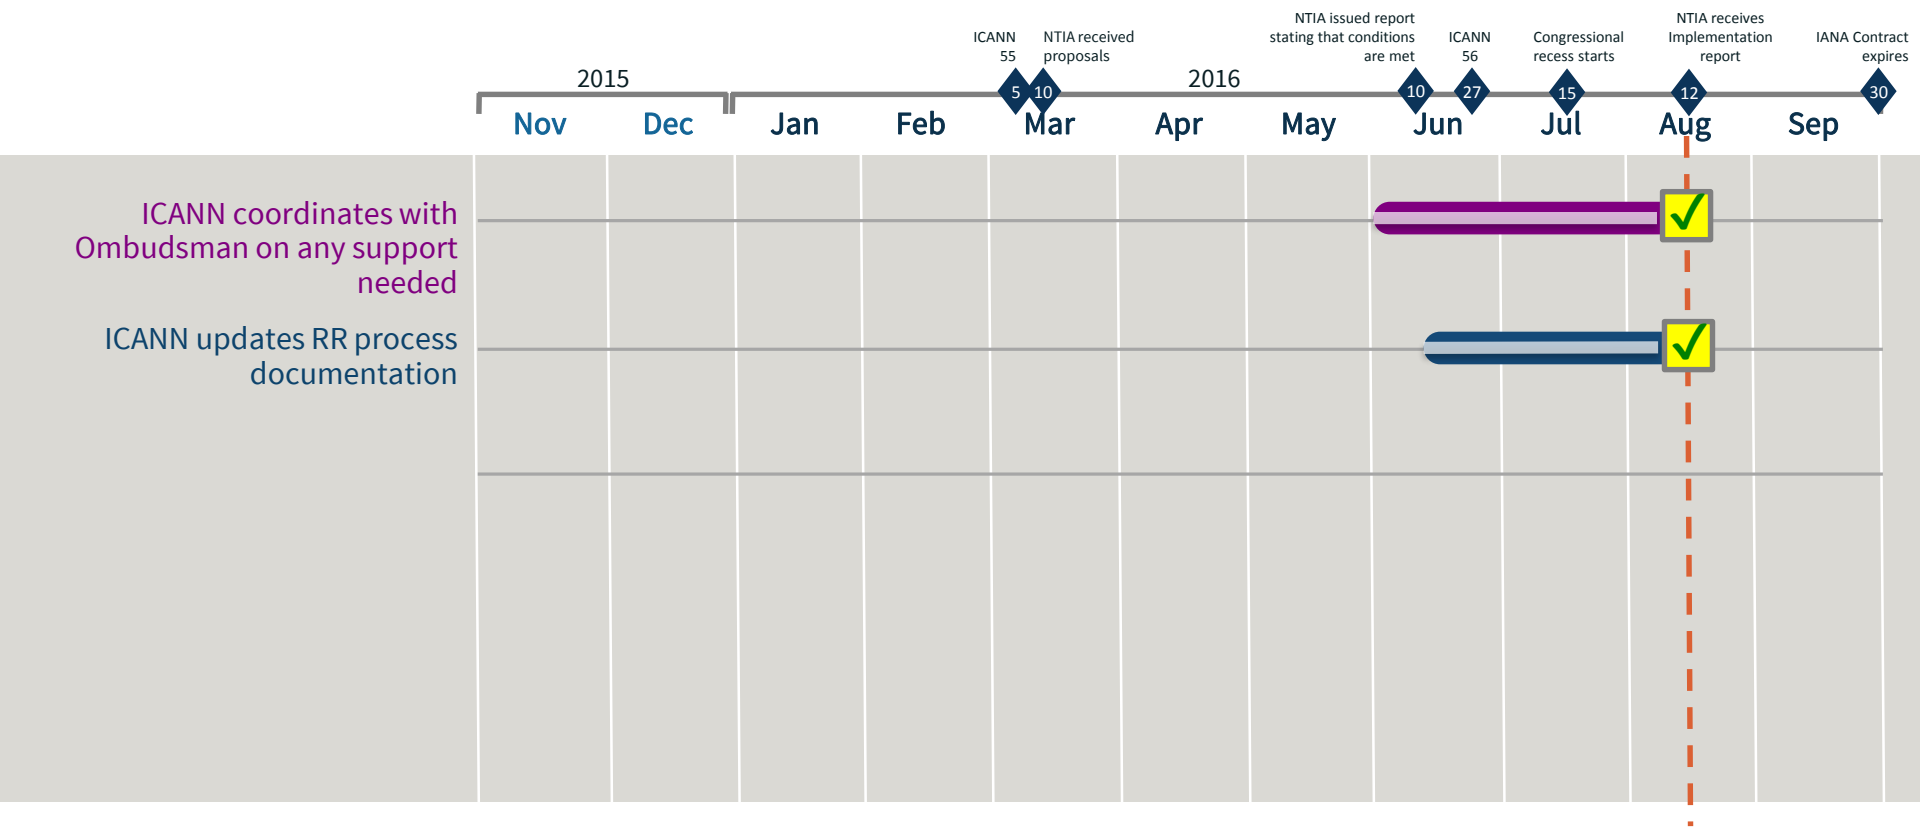 NTIA issued report
stating that conditions
are met
ICANN
55
NTIA received
proposals
ICANN
56
Congressional
recess starts
NTIA receives
Implementation
report
IANA Contract
expires
2015
2016
5
10
10
27
15
12
30
Nov
Dec
Jan
Feb
Mar
Apr
May
Jun
Jul
Aug
Sep
ICANN coordinates with
Ombudsman on any support
needed
ICANN updates RR process
documentation